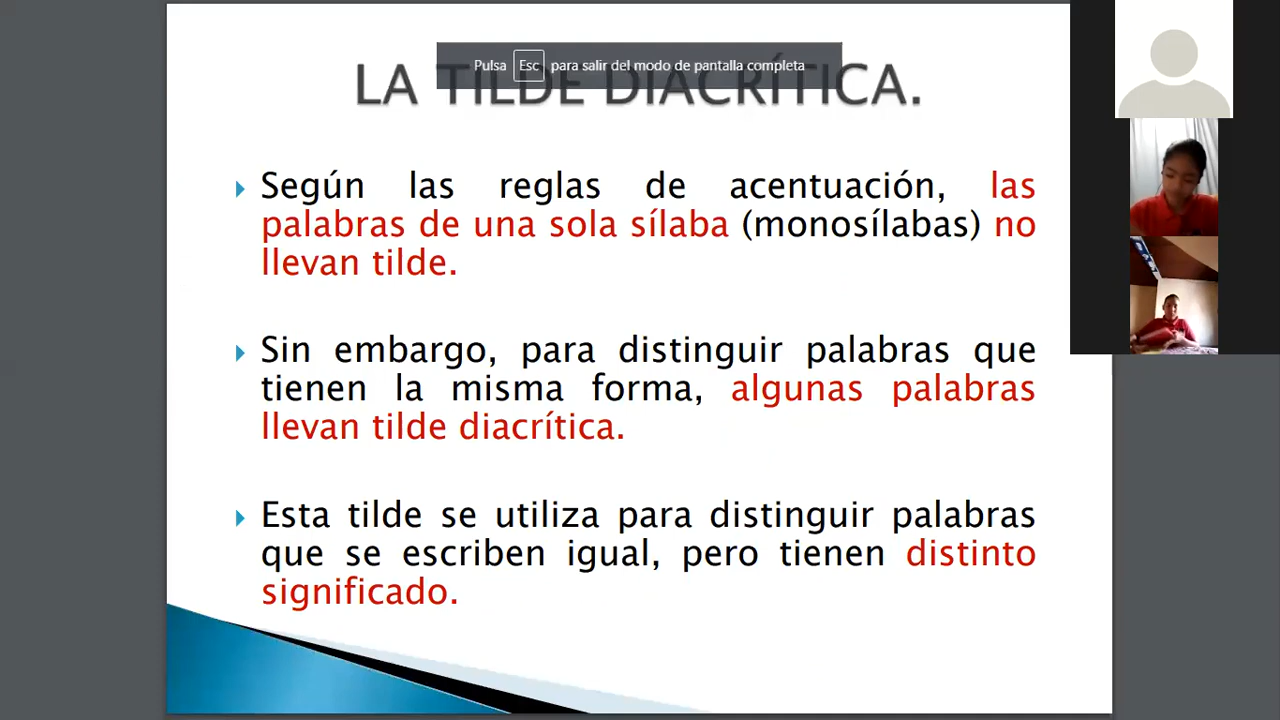 Pulsa Esc para salir del modo de pantalla completa
LA TILDE DIACRÍTICA.
Según las reglas de acentuación, las
palabras de una sola sílaba (monosílabas) no
llevan tilde.
Sin embargo, para distinguir palabras que
tienen la misma forma, algunas palabras
llevan tilde diacrítica.
Esta tilde se utiliza para distinguir palabras
que se escriben igual, pero tienen distinto
significado.